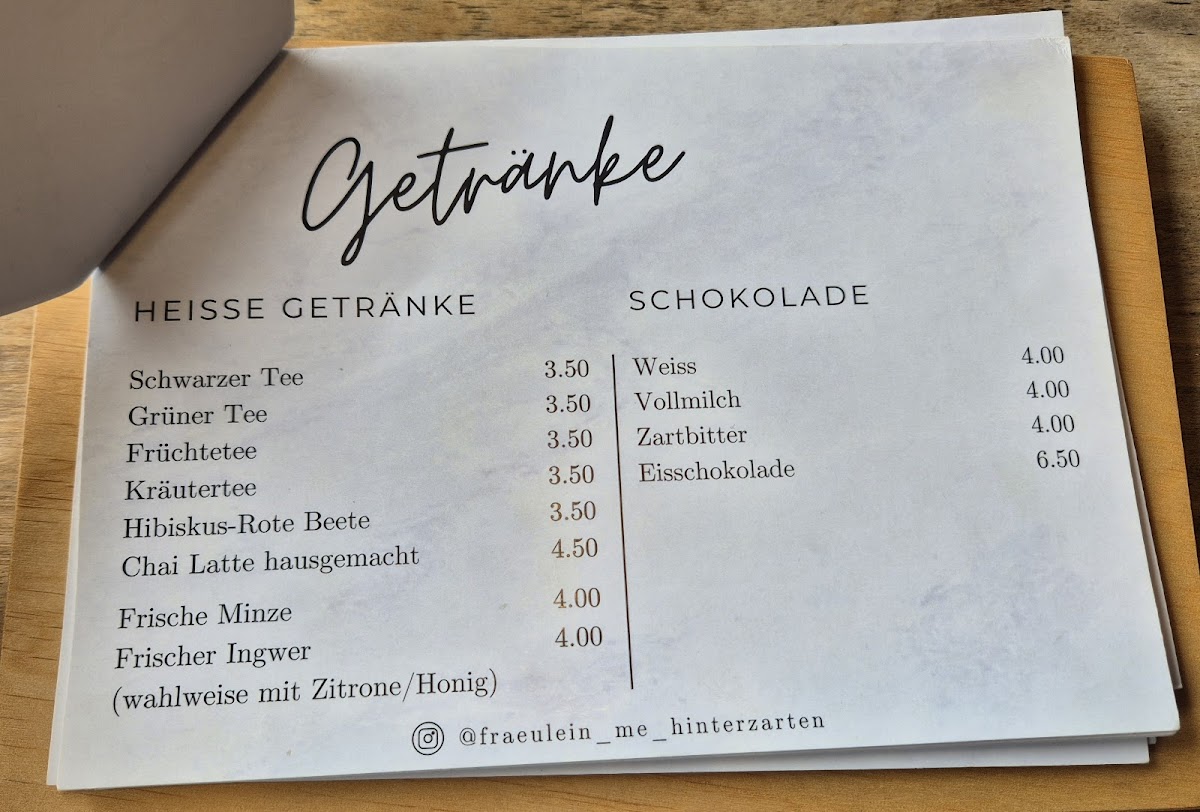 Getränke
HEISSE GETRÄNKE
Schwarzer Tee 3.50
Grüner Tee 3.50
Früchtetee 3.50
Kräutertee 3.50
Hibiskus-Rote Beete 3.50
Chai Latte hausgemacht 4.50
Frische Minze 4.00
Frischer Ingwer 4.00
(wahlweise mit Zitrone/Honig)
SCHOKOLADE
Weiss 4.00
Vollmilch 4.00
Zartbitter 4.00
Eisschokolade 6.50
@fraeulein_me_hinterzarten